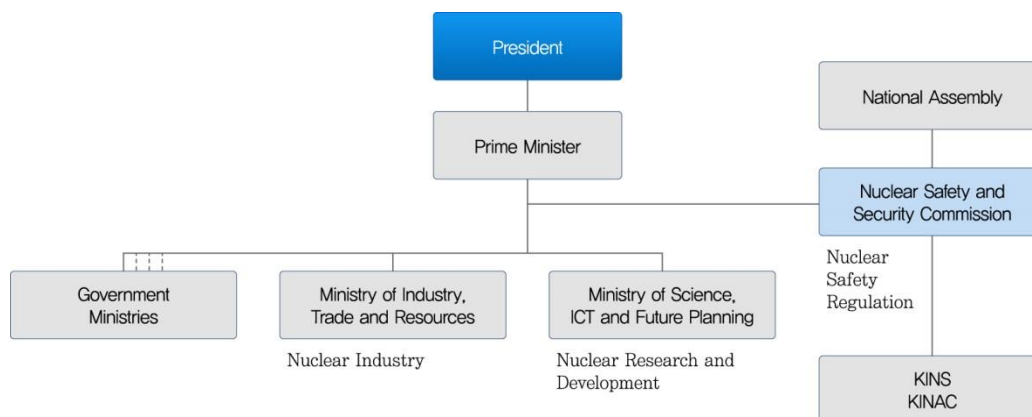 President
National Assembly
Prime Minister
Nuclear Safety and
Security Commission
Nuclear
Safety
Regulation
Government
Ministries
Ministry of Industry,
Trade and Resources
Nuclear Industry
Ministry of Science,
ICT and Future Planning
Nuclear Research and
Development
KINS
KINAC